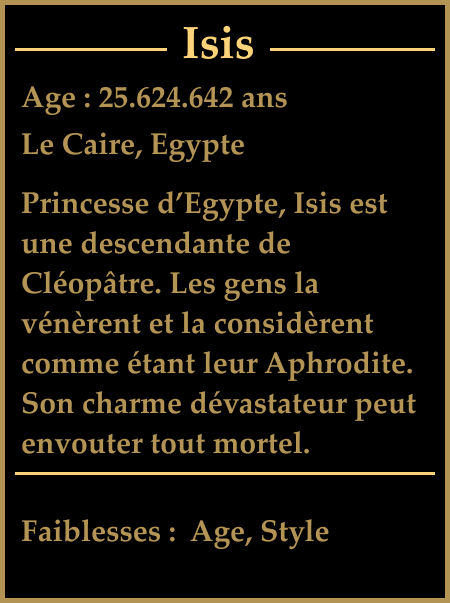 Isis
Age : 25.624.642 ans
Le Caire, Egypte
Princesse d’Egypte, Isis est
une descendante de
Cléopâtre. Les gens la
vénèrent et la considèrent
comme étant leur Aphrodite.
Son charme dévastateur peut
envouter tout mortel.
Faiblesses :  Age, Style